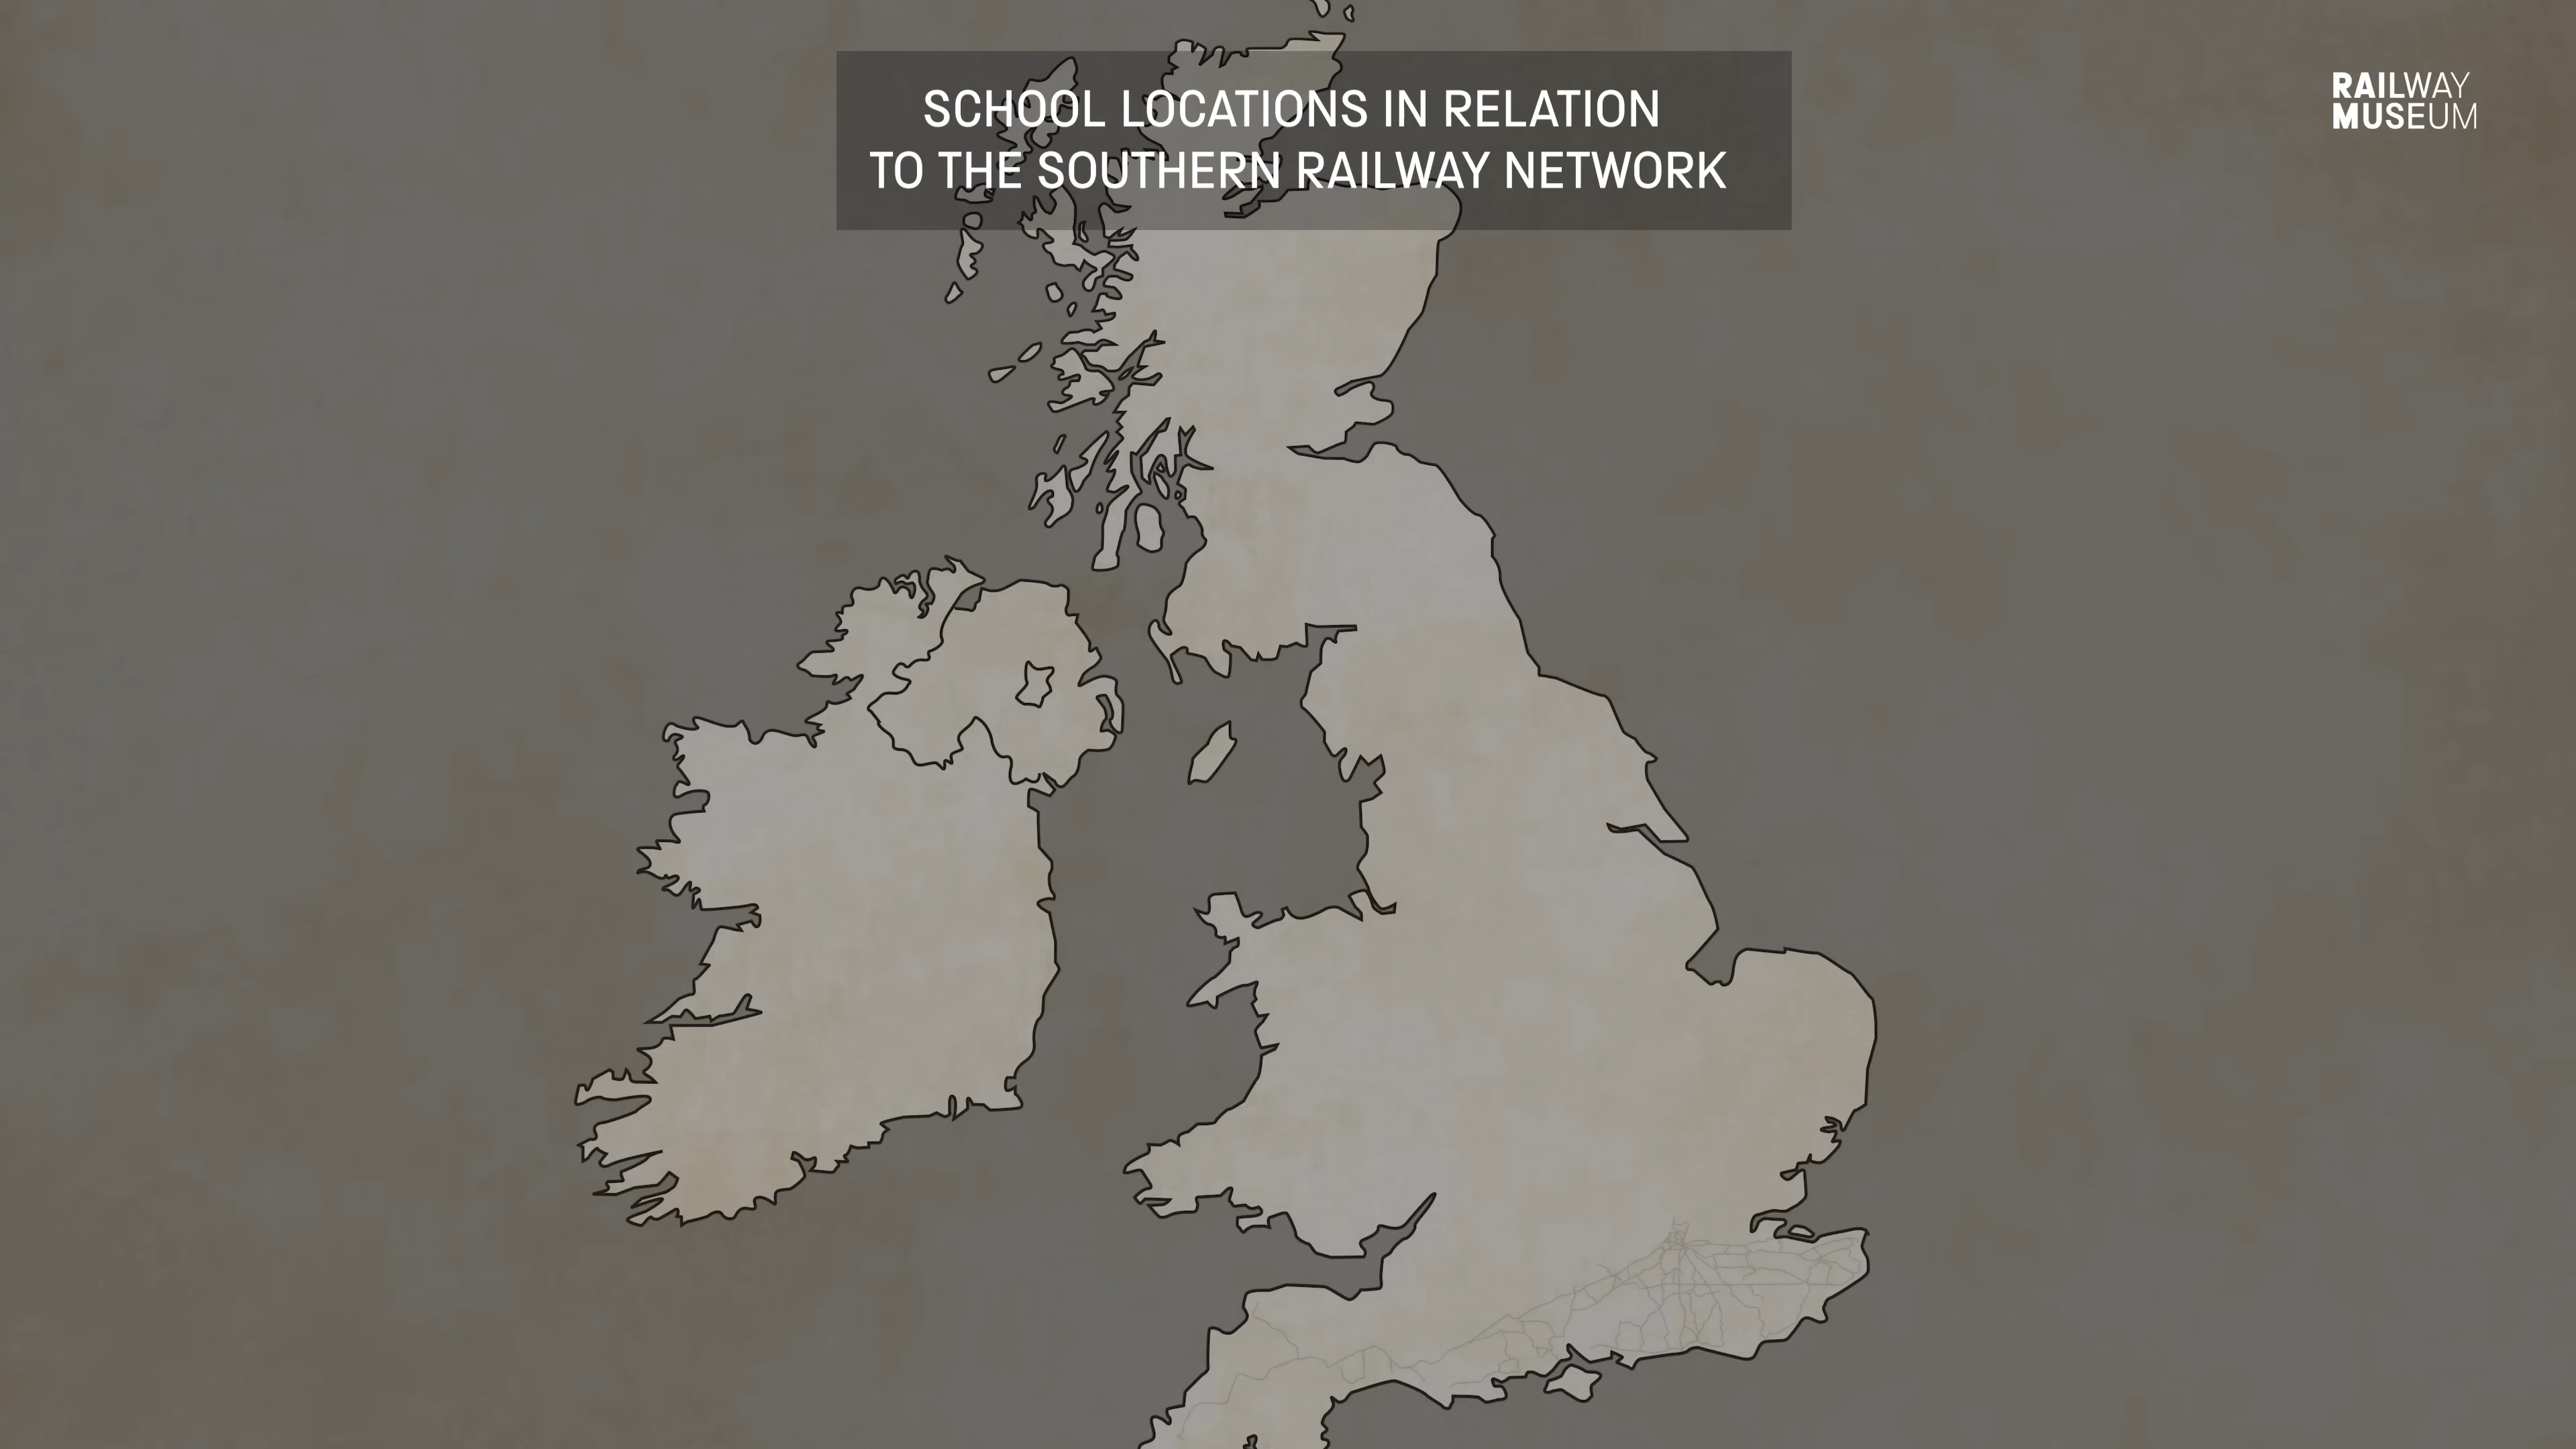 SCHOOL LOCATIONS IN RELATION
TO THE SOUTHERN RAILWAY NETWORK
RAILWAY
MUSEUM